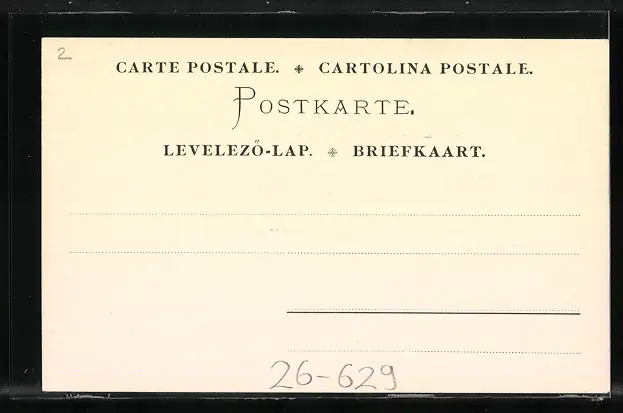 2
CARTE POSTALE. ⁜ CARTOLINA POSTALE.
POSTKARTE.
LEVELEZŐ-LAP. ⁜ BRIEFKAART.
26-629